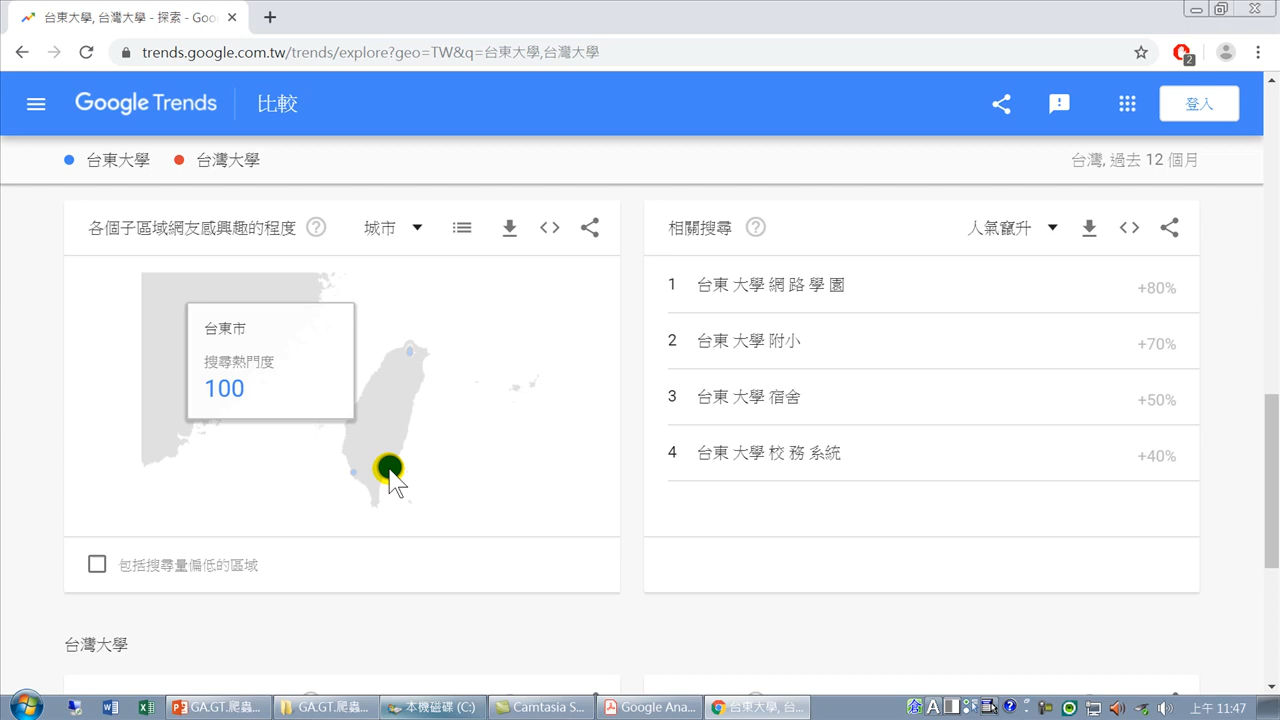 台東大學, 台灣大學 - 探索 - Goo
trends.google.com.tw/trends/explore?geo=TW&q=台東大學,台灣大學
2
Google Trends
比較
登入
台東大學
台灣大學
台灣, 過去 12 個月
各個子區域網友感興趣的程度
城市
台東市
搜尋熱門度
100
包括搜尋量偏低的區域
相關搜尋
人氣竄升
1 台東 大學 網 路 學 園 +80%
2 台東 大學 附小 +70%
3 台東 大學 宿舍 +50%
4 台東 大學 校 務 系統 +40%
台灣大學
GA.GT.爬蟲...
GA.GT.爬蟲...
本機磁碟 (C:)
Camtasia S...
Google Ana...
台東大學, 台...
上午 11:47